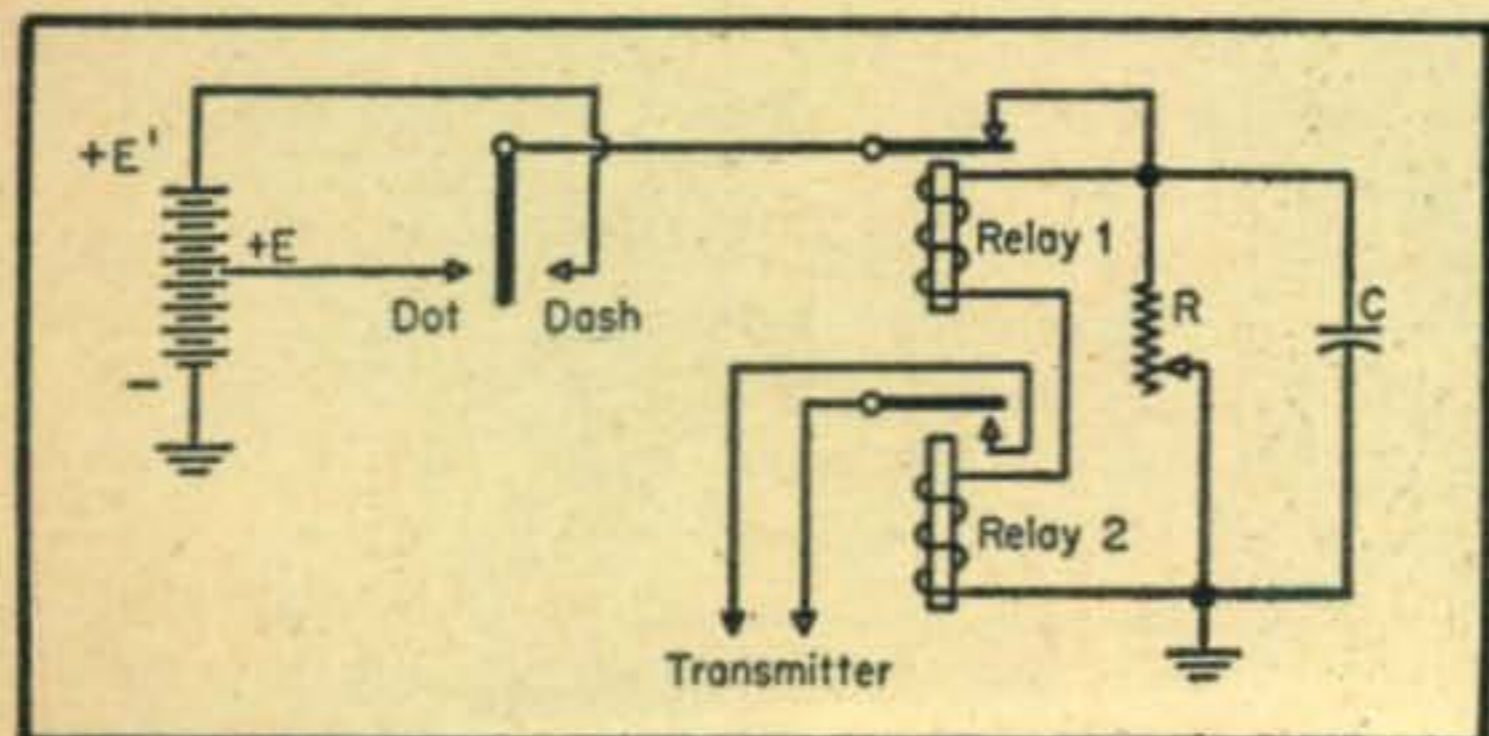 +E'
+E
−
Dot
Dash
Relay 1
R
C
Relay 2
Transmitter